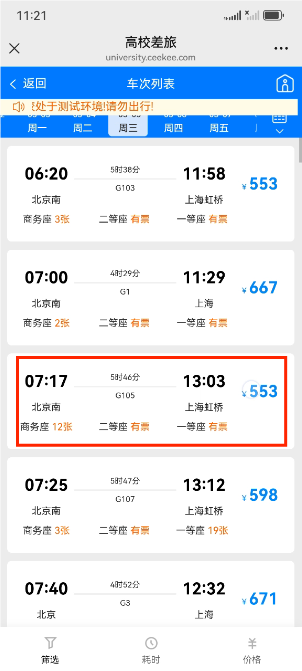 11:21
高校差旅
university.ceekee.com
返回
车次列表
!处于测试环境!请勿出行!
周一 周二 周三 周四 周五
06:20 5时38分 11:58 ¥553
G103
北京南 上海虹桥
商务座 3张 二等座 有票 一等座 有票
07:00 4时29分 11:29 ¥667
G1
北京南 上海
商务座 2张 二等座 有票 一等座 有票
07:17 5时46分 13:03 ¥553
G105
北京南 上海虹桥
商务座 12张 二等座 有票 一等座 有票
07:25 5时47分 13:12 ¥598
G107
北京南 上海虹桥
商务座 3张 二等座 有票 一等座 19张
07:40 4时52分 12:32 ¥671
G3
北京 上海
筛选 耗时 价格